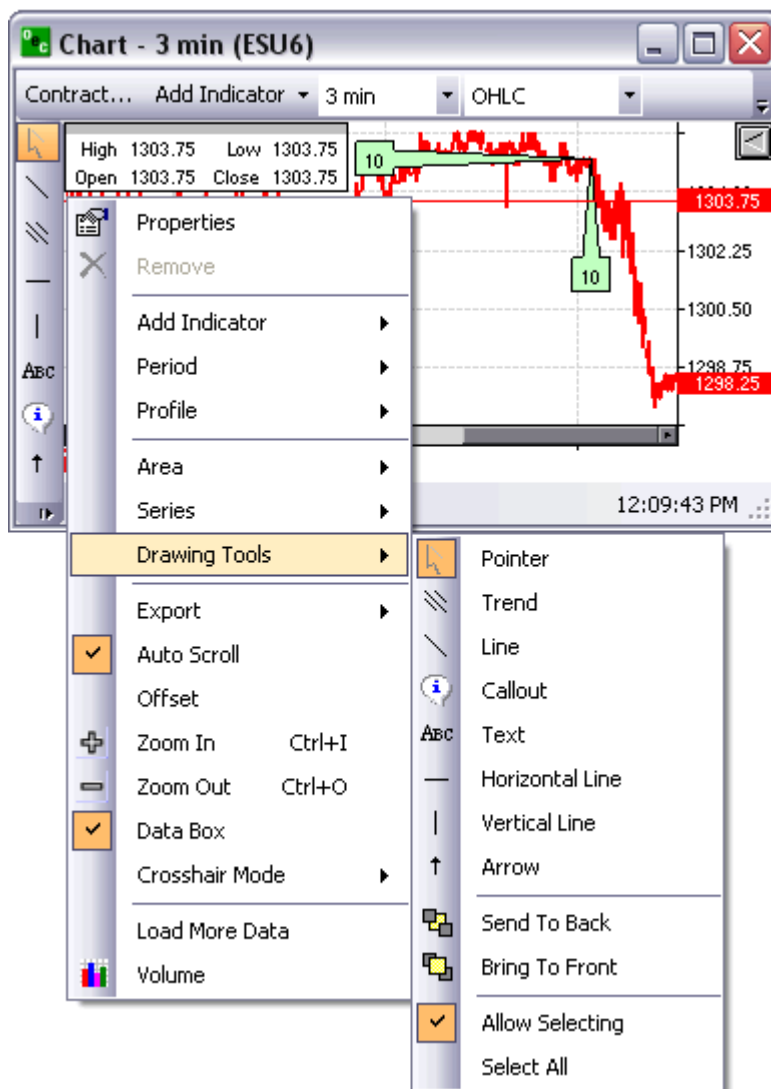 Oec Chart - 3 min (ESU6)
Contract... Add Indicator 3 min OHLC
High 1303.75 Low 1303.75
Open 1303.75 Close 1303.75
10
10
1303.75
1302.25
1300.50
1298.75
1298.25
ABC
12:09:43 PM
Properties
Remove
Add Indicator
Period
Profile
Area
Series
Drawing Tools
Export
Auto Scroll
Offset
Zoom In Ctrl+I
Zoom Out Ctrl+O
Data Box
Crosshair Mode
Load More Data
Volume
Pointer
Trend
Line
Callout
ABC Text
Horizontal Line
Vertical Line
Arrow
Send To Back
Bring To Front
Allow Selecting
Select All